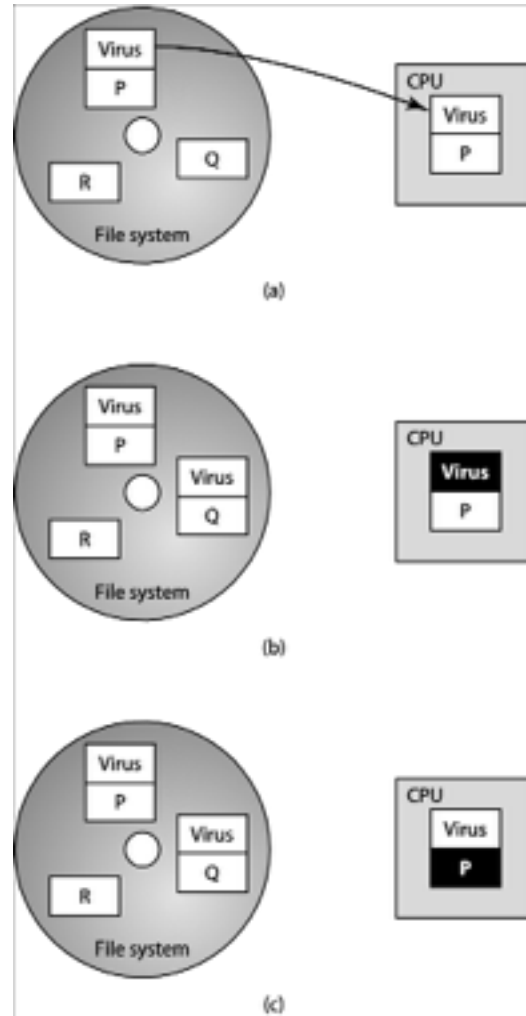 Virus
P
R
Q
File system
CPU
Virus
P
(a)
Virus
P
Virus
Q
R
File system
CPU
Virus
P
(b)
Virus
P
Virus
Q
R
File system
CPU
Virus
P
(c)